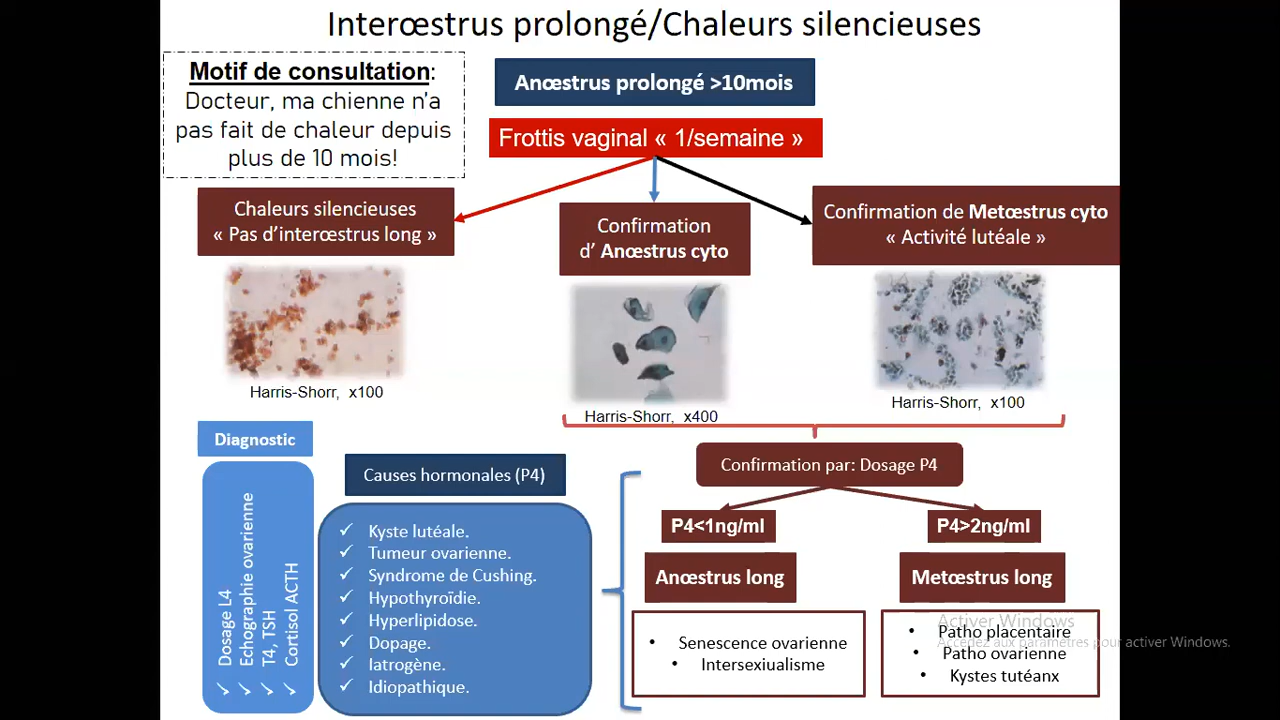 Interœstrus prolongé/Chaleurs silencieuses
Motif de consultation:
Docteur, ma chienne n'a
pas fait de chaleur depuis
plus de 10 mois!
Anœstrus prolongé >10mois
Frottis vaginal « 1/semaine »
Chaleurs silencieuses
« Pas d'interœstrus long »
Confirmation
d' Anœstrus cyto
Confirmation de Metœstrus cyto
« Activité lutéale »
Harris-Shorr, x100
Harris-Shorr, x400
Harris-Shorr, x100
Diagnostic
Dosage L4
Echographie ovarienne
T4, TSH
Cortisol ACTH
Causes hormonales (P4)
Kyste lutéale.
Tumeur ovarienne.
Syndrome de Cushing.
Hypothyroïdie.
Hyperlipidose.
Dopage.
Iatrogène.
Idiopathique.
Confirmation par: Dosage P4
P4<1ng/ml
P4>2ng/ml
Anœstrus long
Metœstrus long
• Senescence ovarienne
• Intersexiualisme
• Patho placentaire
• Patho ovarienne
• Kystes tutéanx
Activer Windows
Accédez aux paramètres pour activer Windows.